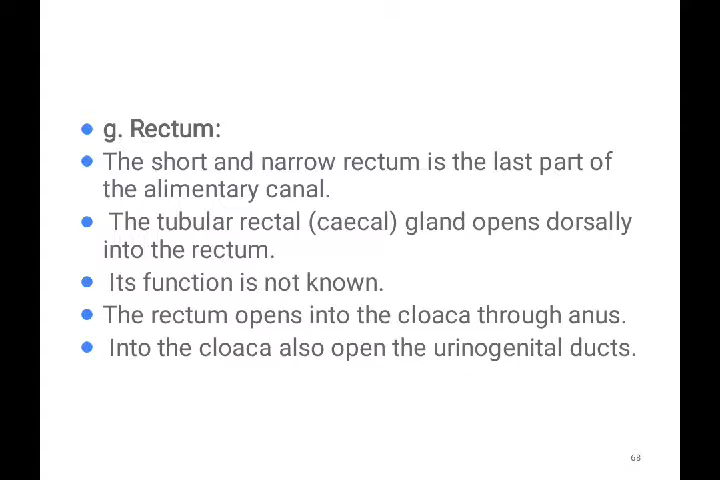 g. Rectum:
The short and narrow rectum is the last part of
the alimentary canal.
The tubular rectal (caecal) gland opens dorsally
into the rectum.
Its function is not known.
The rectum opens into the cloaca through anus.
Into the cloaca also open the urinogenital ducts.
68